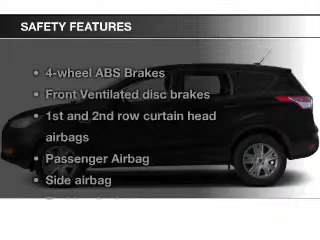 SAFETY FEATURES
• 4-wheel ABS Brakes
• Front Ventilated disc brakes
• 1st and 2nd row curtain head
airbags
• Passenger Airbag
• Side airbag